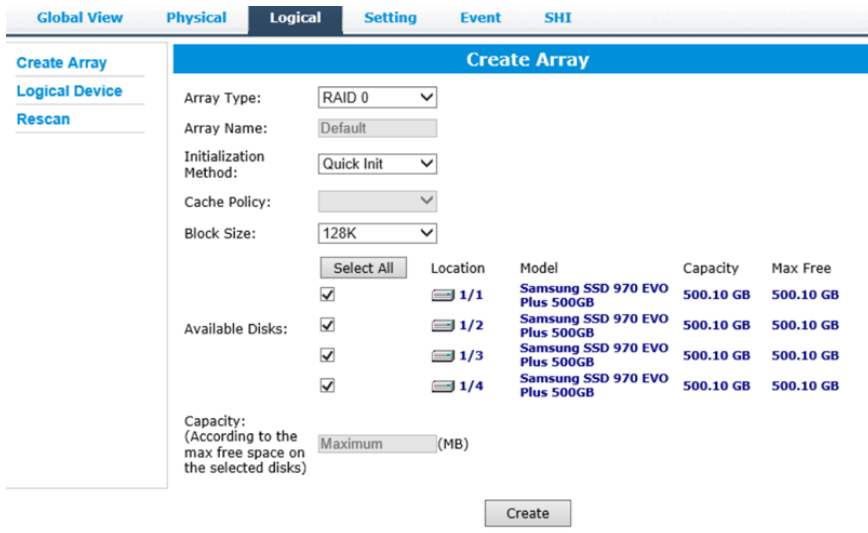 Global View Physical Logical Setting Event SHI
Create Array
Logical Device
Rescan
Create Array
Array Type: RAID 0
Array Name: Default
Initialization
Method: Quick Init
Cache Policy:
Block Size: 128K
Select All Location Model Capacity Max Free
Available Disks:
1/1 Samsung SSD 970 EVO
Plus 500GB 500.10 GB 500.10 GB
1/2 Samsung SSD 970 EVO
Plus 500GB 500.10 GB 500.10 GB
1/3 Samsung SSD 970 EVO
Plus 500GB 500.10 GB 500.10 GB
1/4 Samsung SSD 970 EVO
Plus 500GB 500.10 GB 500.10 GB
Capacity:
(According to the
max free space on
the selected disks) Maximum (MB)
Create